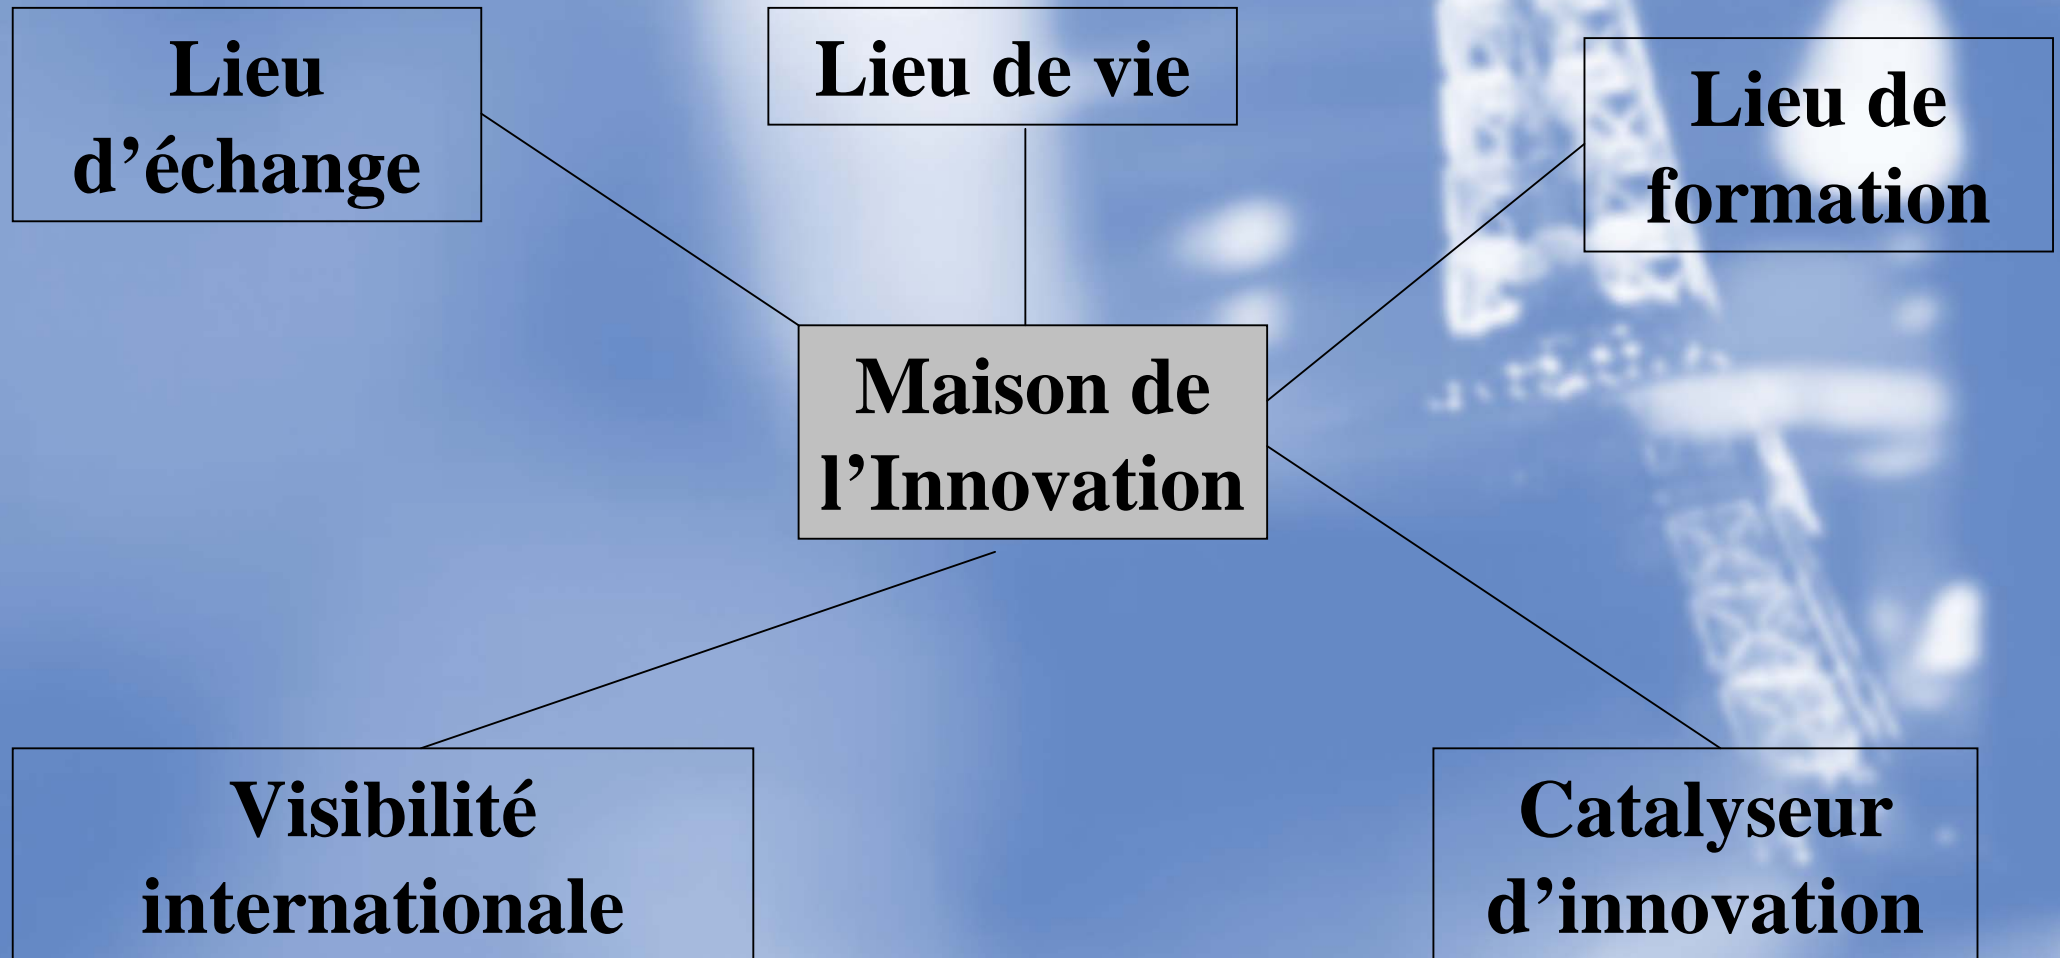 Lieu
d’échange
Lieu de vie
Lieu de
formation
Maison de
l’Innovation
Visibilité
internationale
Catalyseur
d’innovation